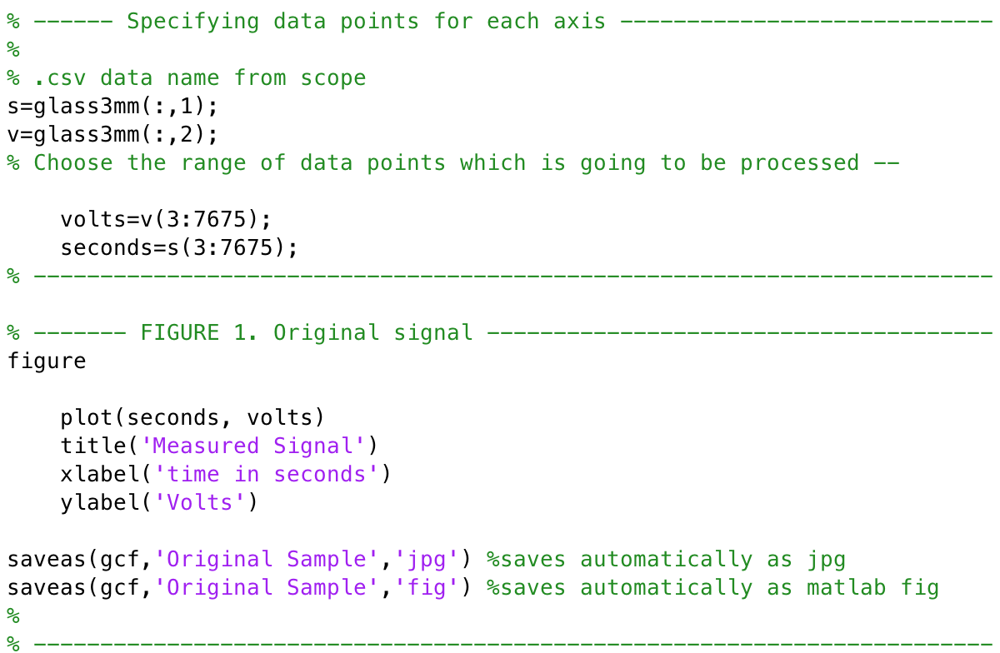 % ------ Specifying data points for each axis ----------------------------
%
% .csv data name from scope
s=glass3mm(:,1);
v=glass3mm(:,2);
% Choose the range of data points which is going to be processed --
volts=v(3:7675);
seconds=s(3:7675);
% ------------------------------------------------------------------------
% ------- FIGURE 1. Original signal --------------------------------------
figure
plot(seconds, volts)
title('Measured Signal')
xlabel('time in seconds')
ylabel('Volts')
saveas(gcf,'Original Sample','jpg') %saves automatically as jpg
saveas(gcf,'Original Sample','fig') %saves automatically as matlab fig
%
% ------------------------------------------------------------------------